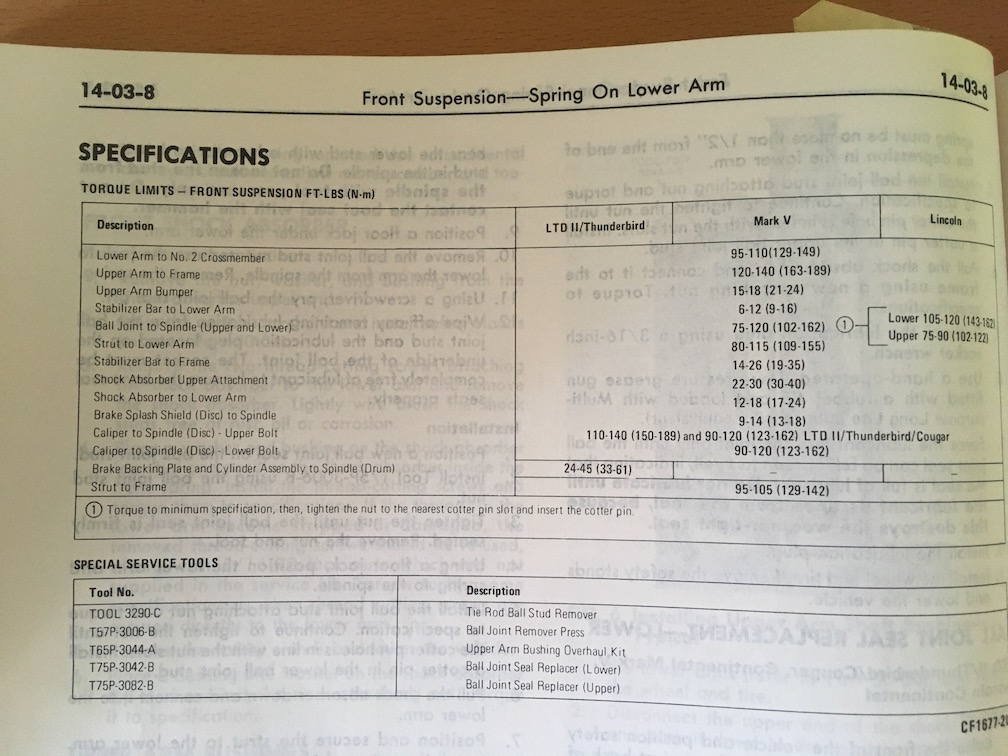 14-03-8 Front Suspension—Spring On Lower Arm 14-03-8
SPECIFICATIONS
TORQUE LIMITS – FRONT SUSPENSION FT-LBS (N·m)
Description LTD II/Thunderbird Mark V Lincoln
Lower Arm to No. 2 Crossmember 95-110(129-149)
Upper Arm to Frame 120-140 (163-189)
Upper Arm Bumper 15-18 (21-24)
Stabilizer Bar to Lower Arm 6-12 (9-16)
Ball Joint to Spindle (Upper and Lower) 75-120 (102-162) ① Lower 105-120 (143-162) Upper 75-90 (102-122)
Strut to Lower Arm 80-115 (109-155)
Stabilizer Bar to Frame 14-26 (19-35)
Shock Absorber Upper Attachment 22-30 (30-40)
Shock Absorber to Lower Arm 12-18 (17-24)
Brake Splash Shield (Disc) to Spindle 9-14 (13-18)
Caliper to Spindle (Disc) - Upper Bolt 110-140 (150-189) and 90-120 (123-162) LTD II/Thunderbird/Cougar
Caliper to Spindle (Disc) - Lower Bolt 90-120 (123-162)
Brake Backing Plate and Cylinder Assembly to Spindle (Drum) 24-45 (33-61) – –
Strut to Frame 95-105 (129-142)
① Torque to minimum specification, then, tighten the nut to the nearest cotter pin slot and insert the cotter pin.
SPECIAL SERVICE TOOLS
Tool No. Description
TOOL 3290-C Tie Rod Ball Stud Remover
T57P-3006-B Ball Joint Remover Press
T65P-3044-A Upper Arm Bushing Overhaul Kit
T75P-3042-B Ball Joint Seal Replacer (Lower)
T75P-3082-B Ball Joint Seal Replacer (Upper)